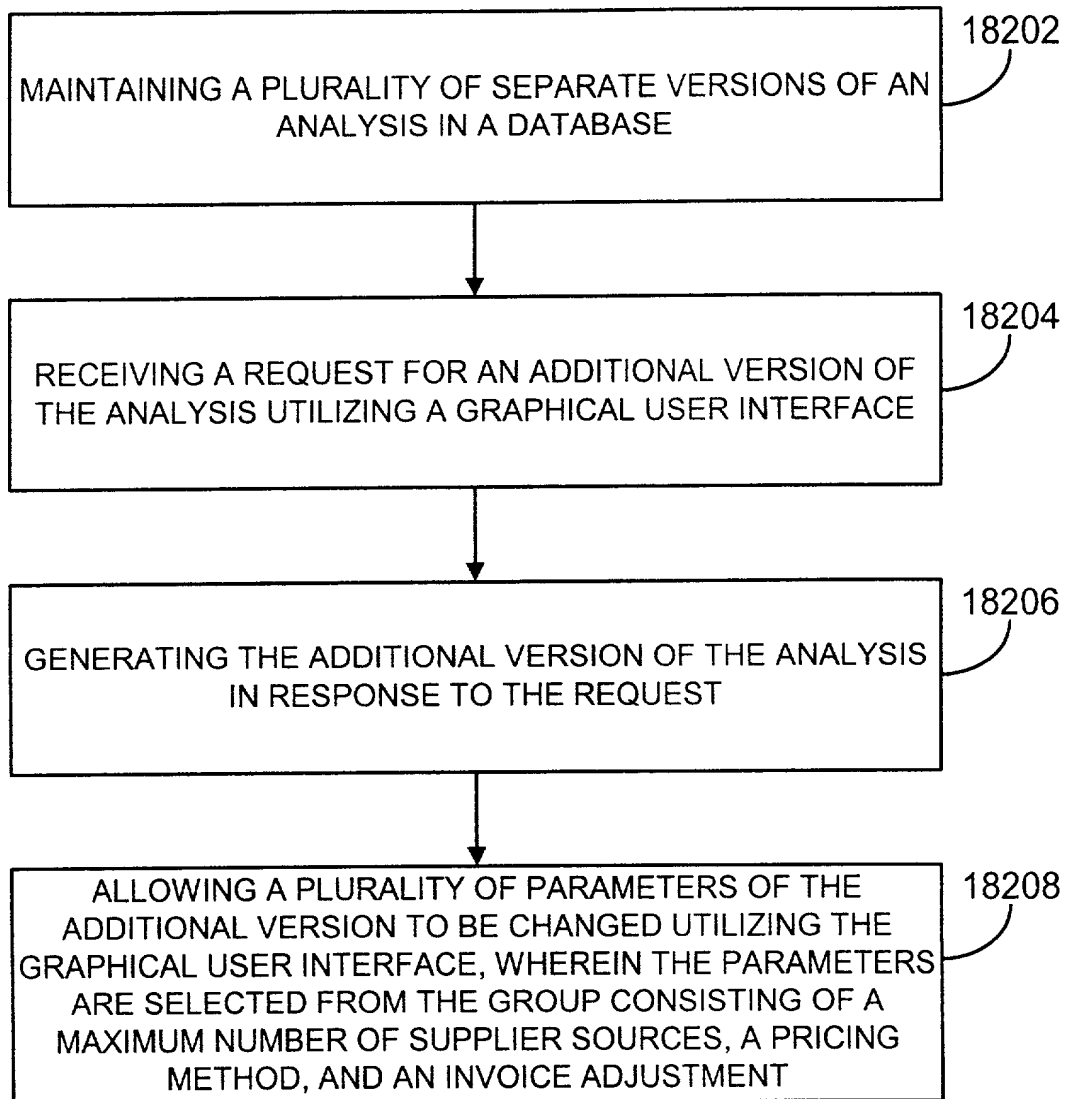 18202
MAINTAINING A PLURALITY OF SEPARATE VERSIONS OF AN
ANALYSIS IN A DATABASE
18204
RECEIVING A REQUEST FOR AN ADDITIONAL VERSION OF
THE ANALYSIS UTILIZING A GRAPHICAL USER INTERFACE
18206
GENERATING THE ADDITIONAL VERSION OF THE ANALYSIS
IN RESPONSE TO THE REQUEST
18208
ALLOWING A PLURALITY OF PARAMETERS OF THE
ADDITIONAL VERSION TO BE CHANGED UTILIZING THE
GRAPHICAL USER INTERFACE, WHEREIN THE PARAMETERS
ARE SELECTED FROM THE GROUP CONSISTING OF A
MAXIMUM NUMBER OF SUPPLIER SOURCES, A PRICING
METHOD, AND AN INVOICE ADJUSTMENT